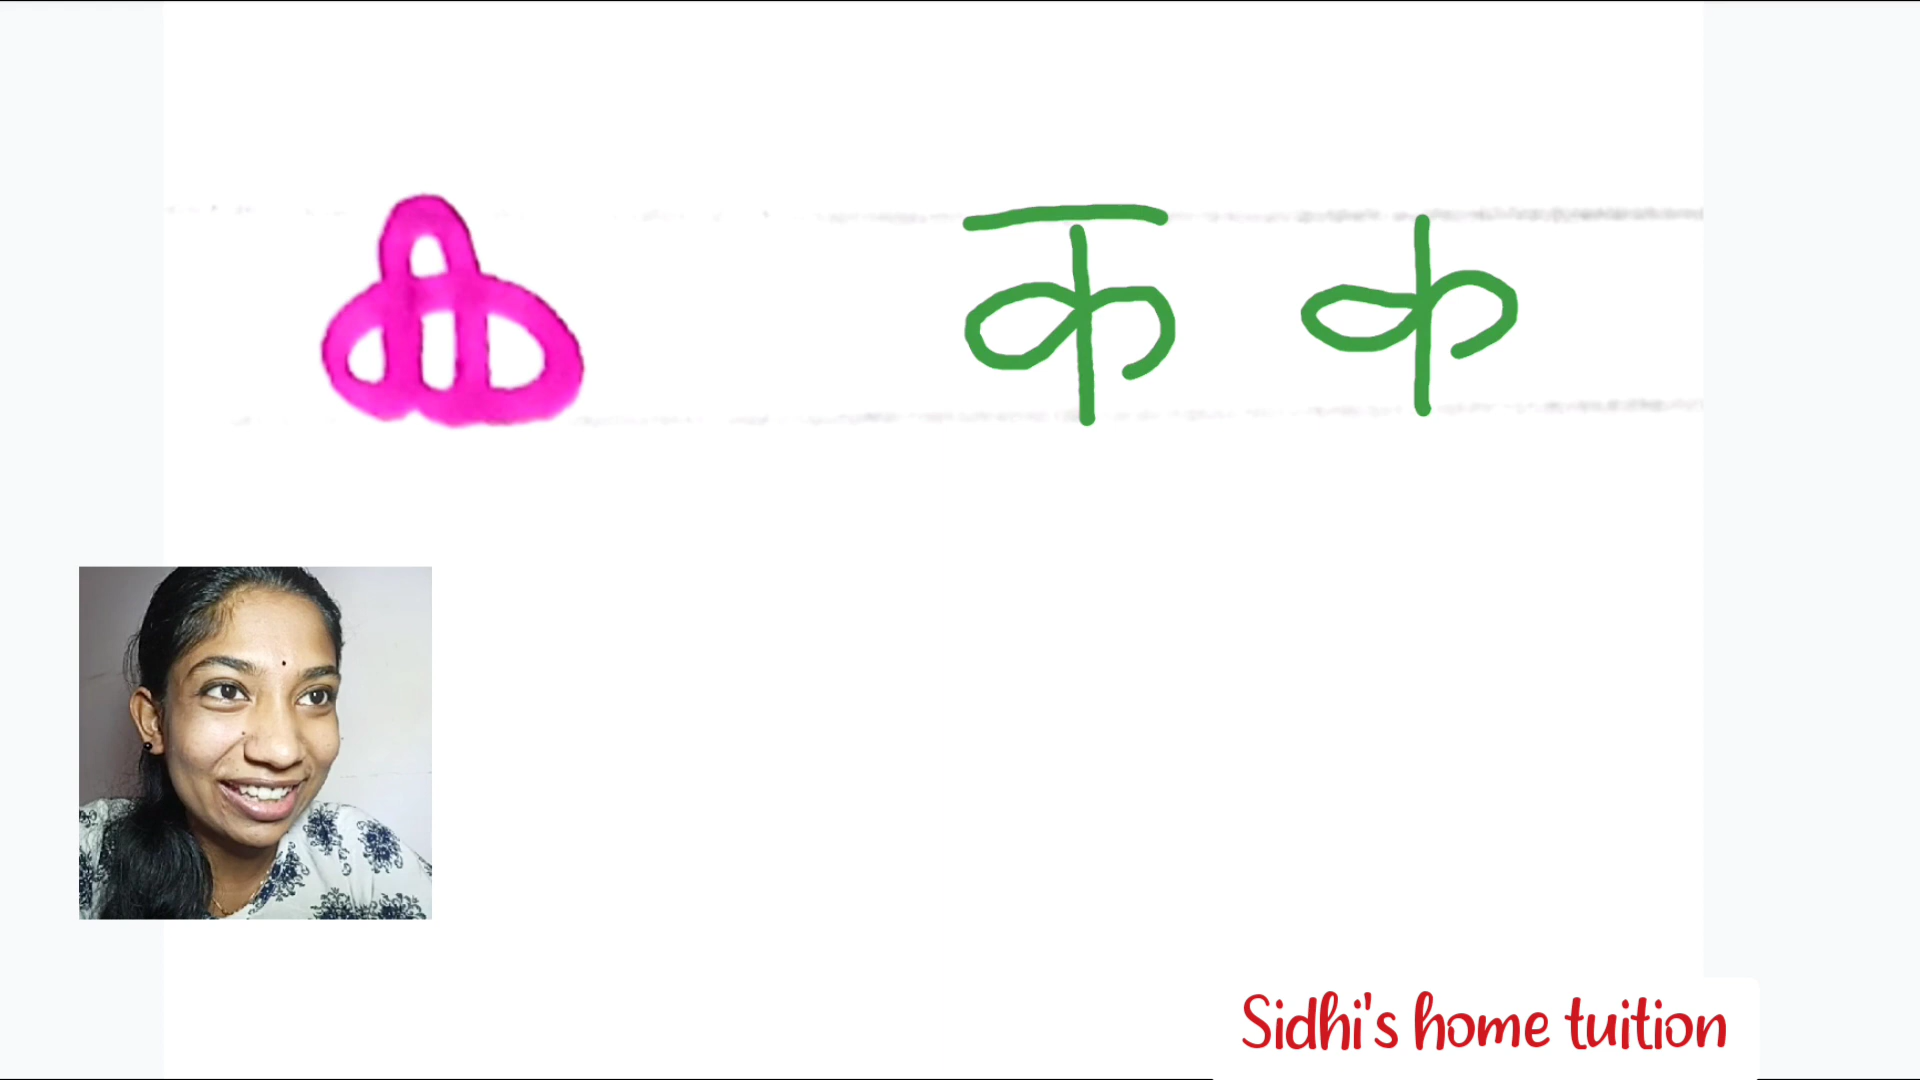 ക क क
Sidhi's home tuition